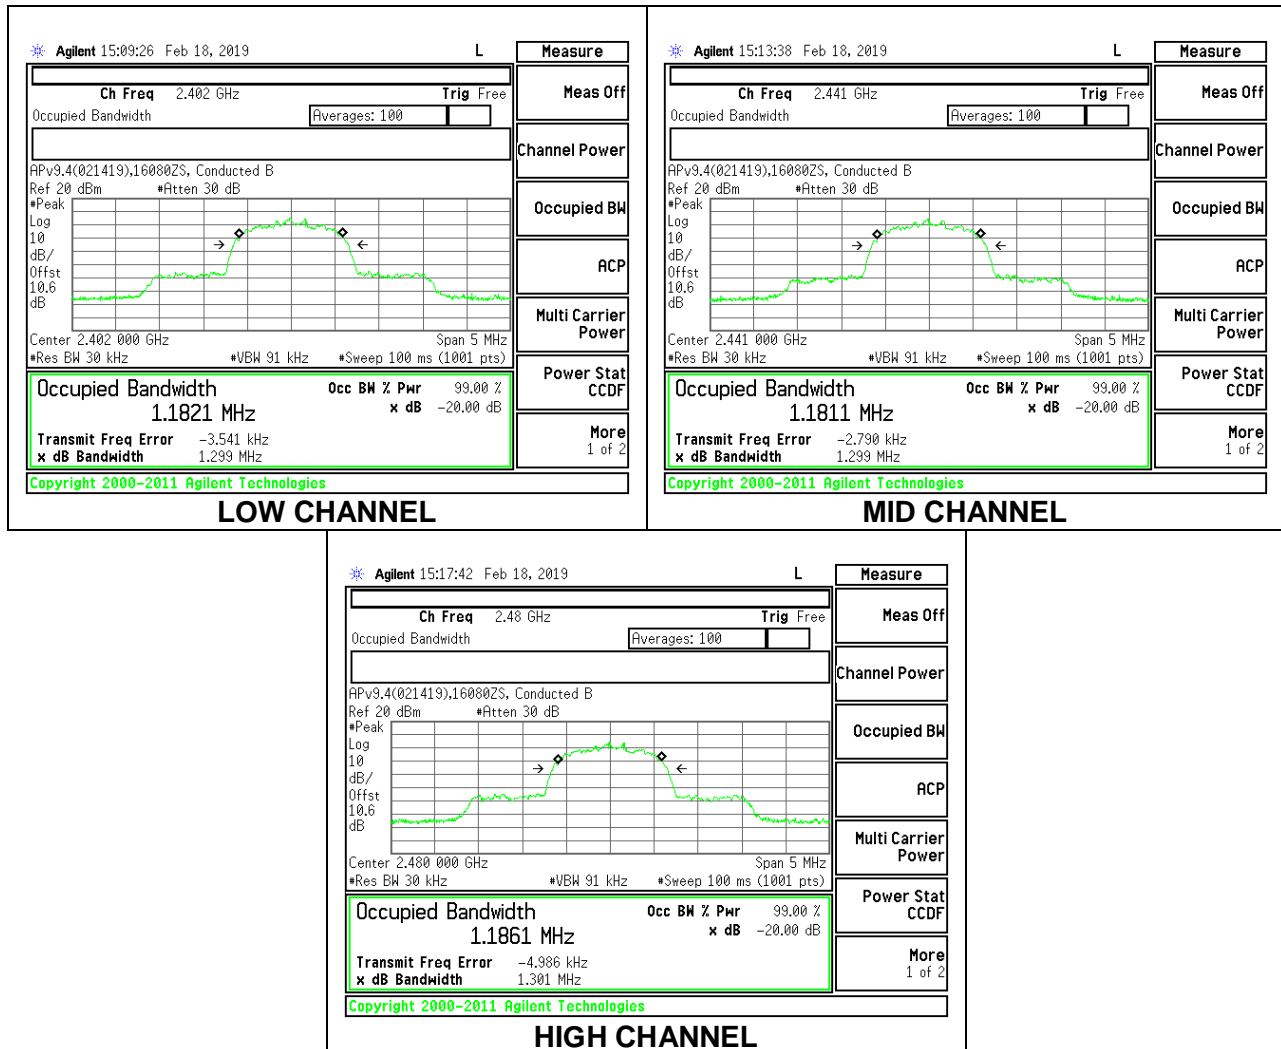 Agilent 15:09:26 Feb 18, 2019 L Measure
Ch Freq 2.402 GHz Trig Free
Occupied Bandwidth Averages: 100
APv9.4(021419),16080ZS, Conducted B
Ref 20 dBm #Atten 30 dB
#Peak
Log
10
dB/
Offst
10.6
dB
Center 2.402 000 GHz Span 5 MHz
#Res BW 30 kHz #VBW 91 kHz #Sweep 100 ms (1001 pts)
Occupied Bandwidth Occ BW % Pwr 99.00 %
1.1821 MHz x dB -20.00 dB
Transmit Freq Error -3.541 kHz
x dB Bandwidth 1.299 MHz
Copyright 2000-2011 Agilent Technologies
Meas Off
Channel Power
Occupied BW
ACP
Multi Carrier
Power
Power Stat
CCDF
More
1 of 2
LOW CHANNEL
Agilent 15:13:38 Feb 18, 2019 L Measure
Ch Freq 2.441 GHz Trig Free
Occupied Bandwidth Averages: 100
APv9.4(021419),16080ZS, Conducted B
Ref 20 dBm #Atten 30 dB
#Peak
Log
10
dB/
Offst
10.6
dB
Center 2.441 000 GHz Span 5 MHz
#Res BW 30 kHz #VBW 91 kHz #Sweep 100 ms (1001 pts)
Occupied Bandwidth Occ BW % Pwr 99.00 %
1.1811 MHz x dB -20.00 dB
Transmit Freq Error -2.790 kHz
x dB Bandwidth 1.299 MHz
Copyright 2000-2011 Agilent Technologies
Meas Off
Channel Power
Occupied BW
ACP
Multi Carrier
Power
Power Stat
CCDF
More
1 of 2
MID CHANNEL
Agilent 15:17:42 Feb 18, 2019 L Measure
Ch Freq 2.48 GHz Trig Free
Occupied Bandwidth Averages: 100
APv9.4(021419),16080ZS, Conducted B
Ref 20 dBm #Atten 30 dB
#Peak
Log
10
dB/
Offst
10.6
dB
Center 2.480 000 GHz Span 5 MHz
#Res BW 30 kHz #VBW 91 kHz #Sweep 100 ms (1001 pts)
Occupied Bandwidth Occ BW % Pwr 99.00 %
1.1861 MHz x dB -20.00 dB
Transmit Freq Error -4.986 kHz
x dB Bandwidth 1.301 MHz
Copyright 2000-2011 Agilent Technologies
Meas Off
Channel Power
Occupied BW
ACP
Multi Carrier
Power
Power Stat
CCDF
More
1 of 2
HIGH CHANNEL